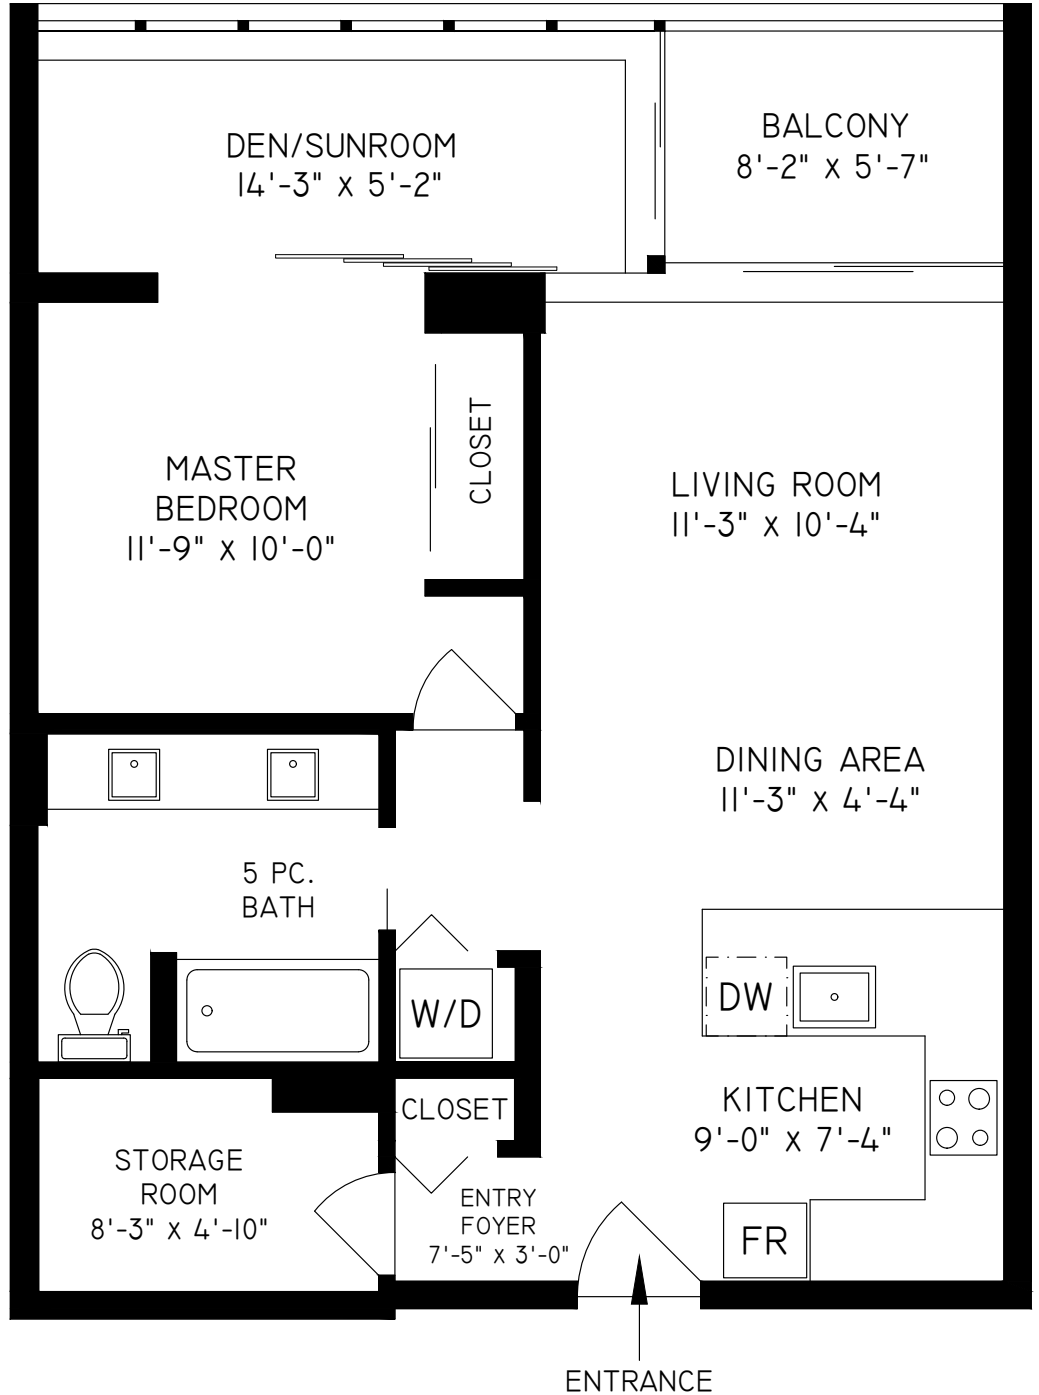 DEN/SUNROOM
14'-3" X 5'-2"
BALCONY
8'-2" X 5'-7"
CLOSET
MASTER
BEDROOM
11'-9" X 10'-0"
LIVING ROOM
11'-3" X 10'-4"
DINING AREA
11'-3" X 4'-4"
5 PC.
BATH
W/D
DW
CLOSET
KITCHEN
9'-0" X 7'-4"
STORAGE
ROOM
8'-3" X 4'-10"
ENTRY
FOYER
7'-5" X 3'-0"
FR
ENTRANCE